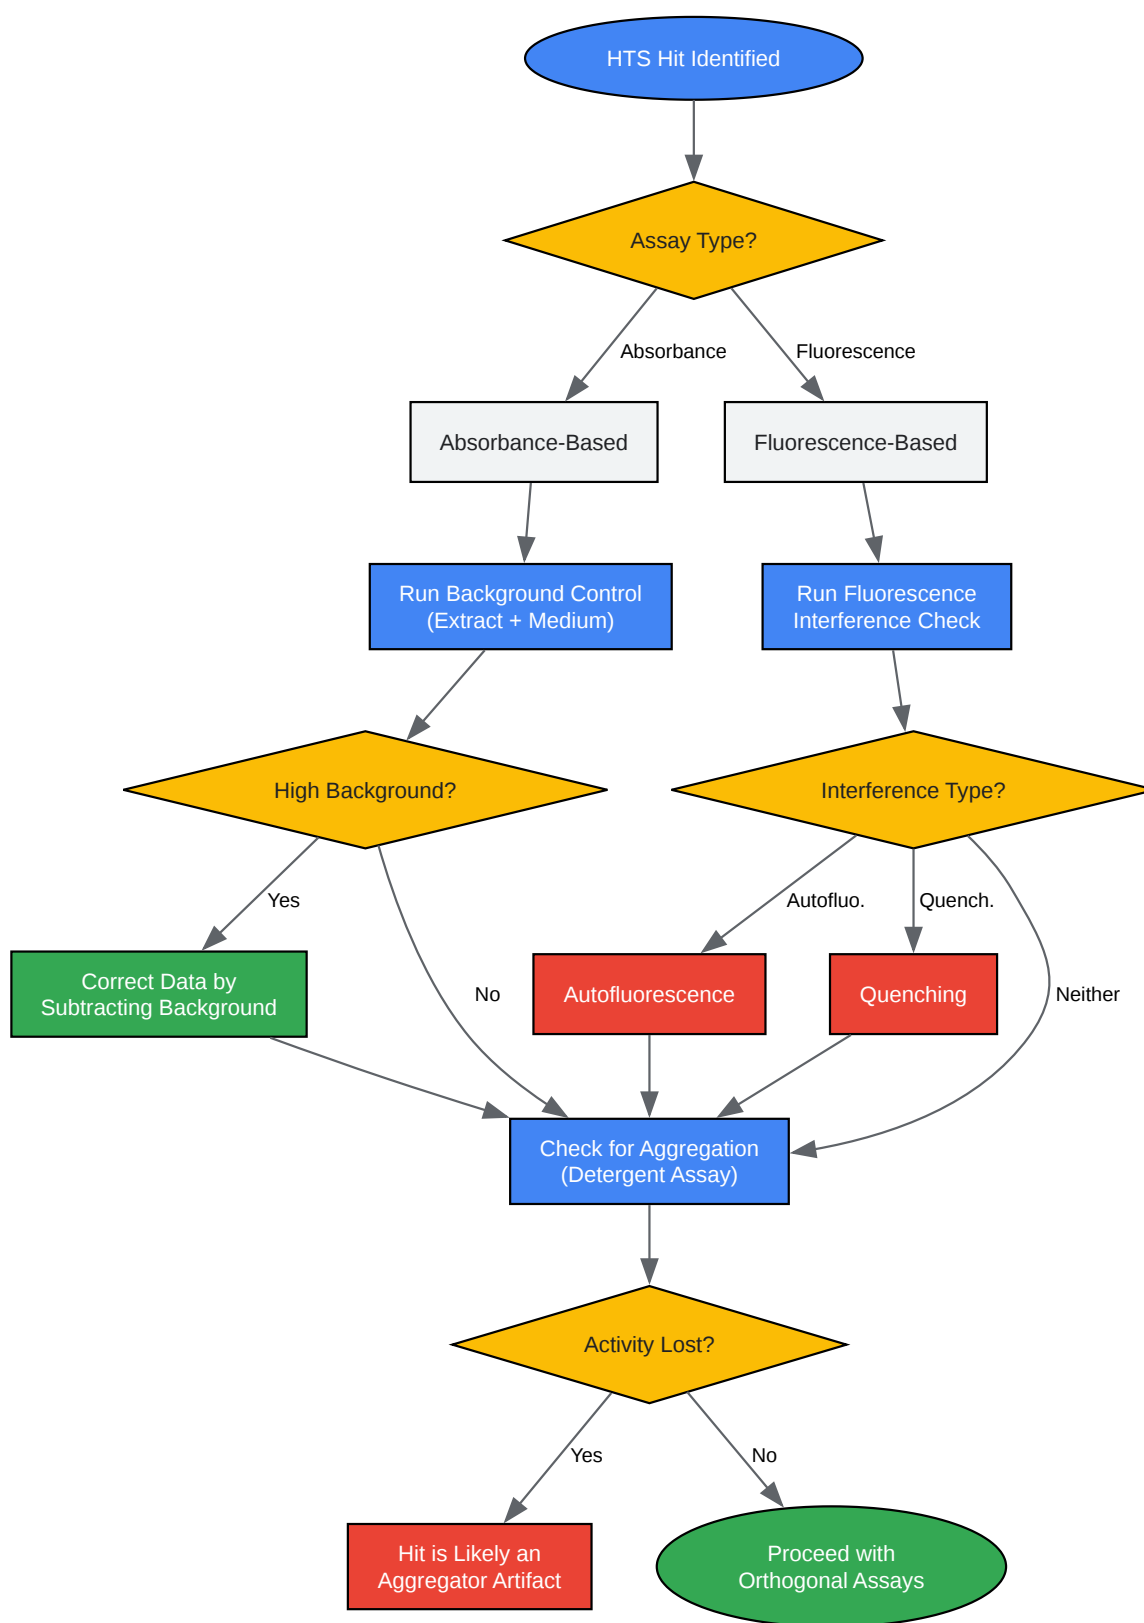 HTS Hit Identified
Assay Type?
Absorbance
Fluorescence
Absorbance-Based
Fluorescence-Based
Run Background Control
(Extract + Medium)
Run Fluorescence
Interference Check
High Background?
Interference Type?
Yes
Autofluo.
Quench.
Correct Data by
Subtracting Background
No
Autofluorescence
Quenching
Neither
Check for Aggregation
(Detergent Assay)
Activity Lost?
Yes
No
Hit is Likely an
Aggregator Artifact
Proceed with
Orthogonal Assays